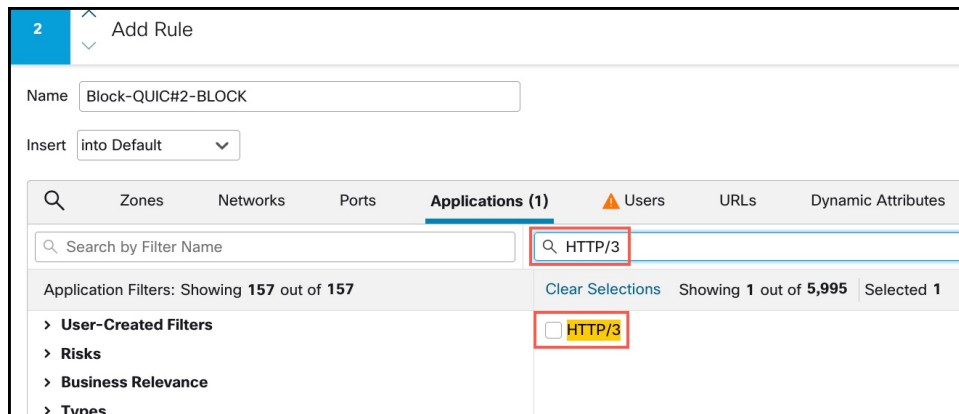 2 Add Rule
Name Block-QUIC#2-BLOCK
Insert into Default
Zones Networks Ports Applications (1) Users URLs Dynamic Attributes
Search by Filter Name HTTP/3
Application Filters: Showing 157 out of 157 Clear Selections Showing 1 out of 5,995 Selected 1
User-Created Filters HTTP/3
Risks
Business Relevance
Types